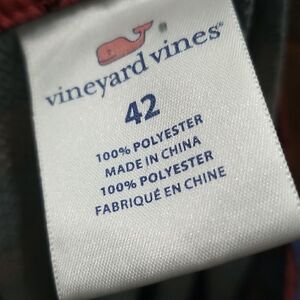 vineyard vines
42
100% POLYESTER
MADE IN CHINA
100% POLYESTER
FABRIQUÉ EN CHINE